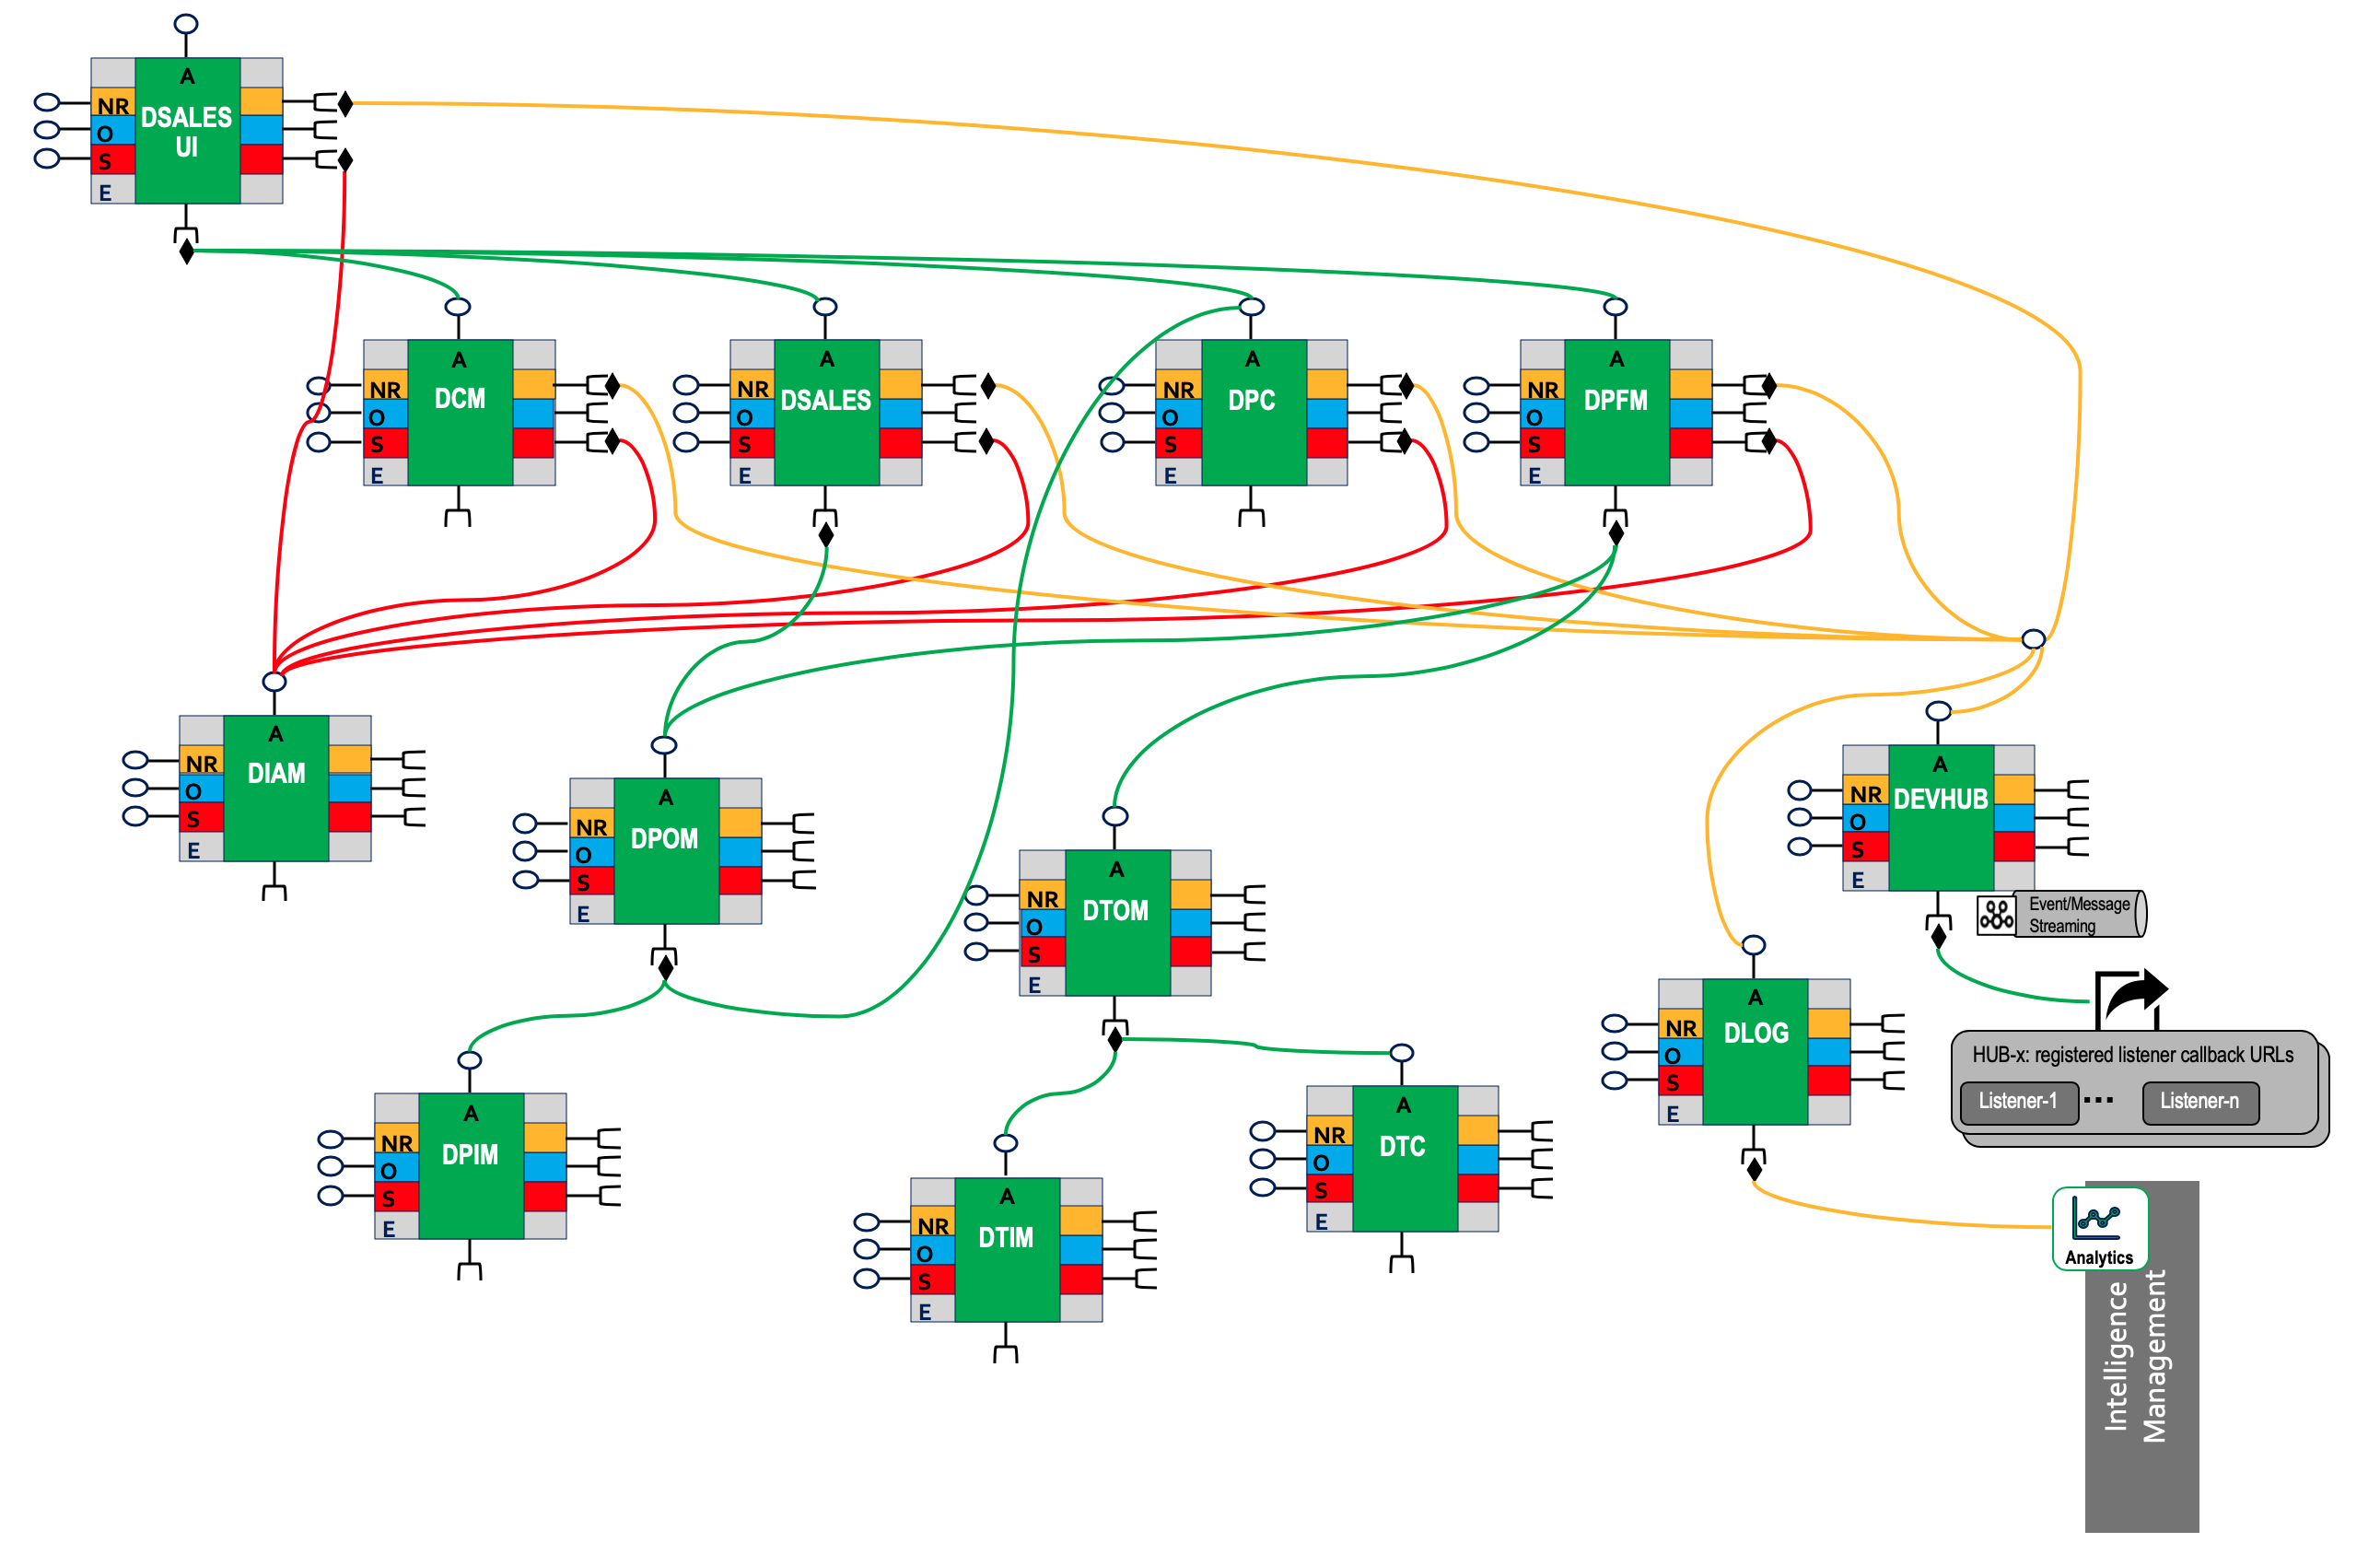 A
NR
DSALES
UI
O
S
E
A
NR
DCM
O
S
E
A
NR
DSALES
O
S
E
A
NR
DPC
O
S
E
A
NR
DPFM
O
S
E
A
NR
DIAM
O
S
E
A
NR
DPOM
O
S
E
A
NR
DTOM
O
S
E
A
NR
DEVHUB
O
S
E
Event/Message
Streaming
A
NR
DLOG
O
S
E
HUB-x: registered listener callback URLs
Listener-1 ... Listener-n
A
NR
DPIM
O
S
E
A
NR
DTIM
O
S
E
A
NR
DTC
O
S
E
Analytics
Intelligence
Management